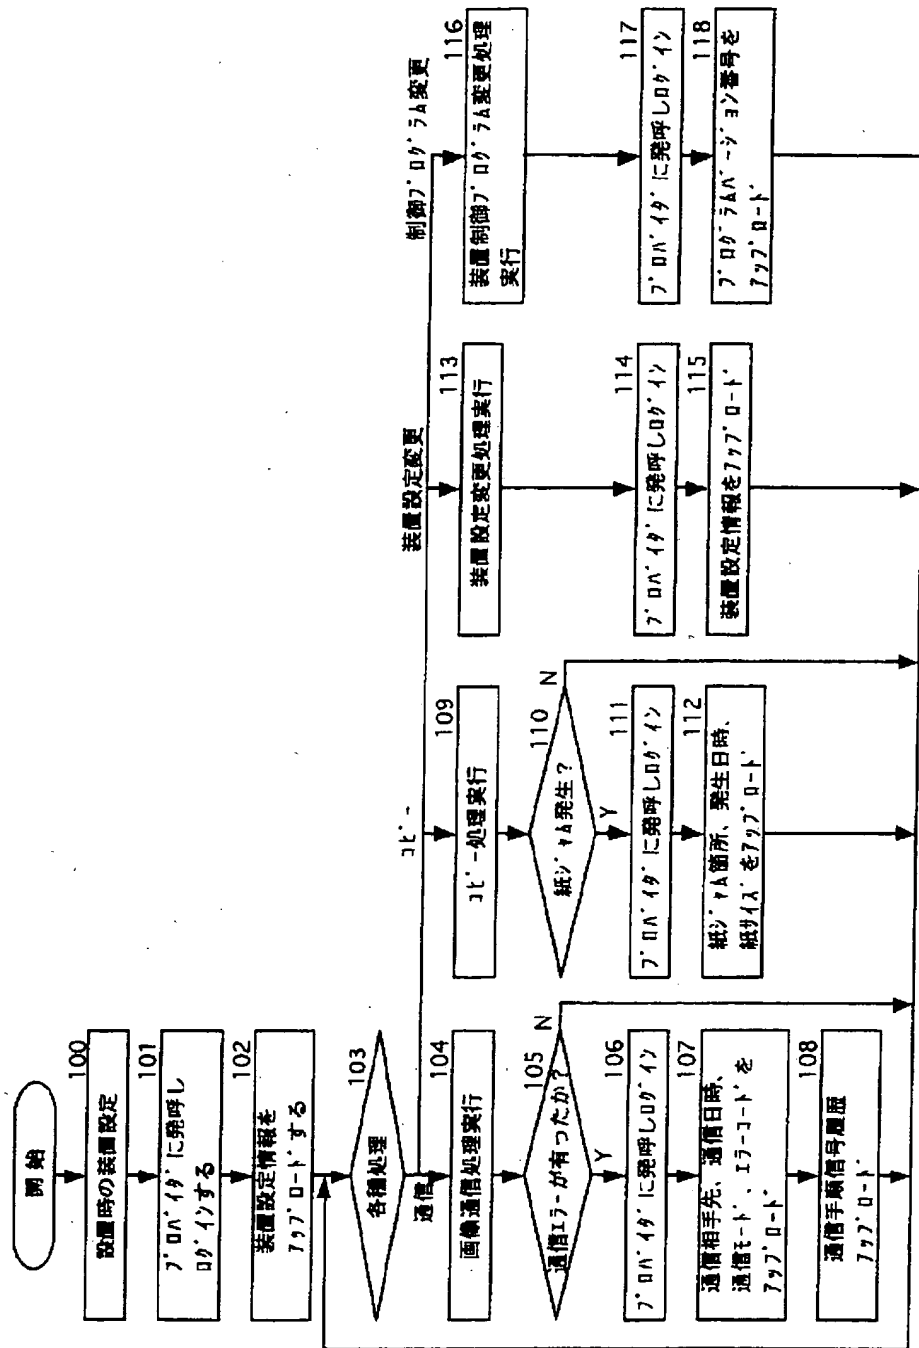 開始
100
設置時の装置設定
101
プロバイダに発呼し
ログインする
102
装置設定情報を
アップロードする
103
各種処理
通信
104
画像通信処理実行
105
通信エラーが有ったか?
N
Y
106
プロバイダに発呼しログイン
107
通信相手先、通信日時、
通信モード、エラーコードを
アップロード
108
通信手順信号履歴
アップロード
コピー
109
コピー処理実行
110
紙ジャム発生?
N
Y
111
プロバイダに発呼しログイン
112
紙ジャム箇所、発生日時、
紙サイズをアップロード
装置設定変更
113
装置設定変更処理実行
114
プロバイダに発呼しログイン
115
装置設定情報をアップロード
制御プログラム変更
116
装置制御プログラム変更処理
実行
117
プロバイダに発呼しログイン
118
プログラムバージョン番号を
アップロード